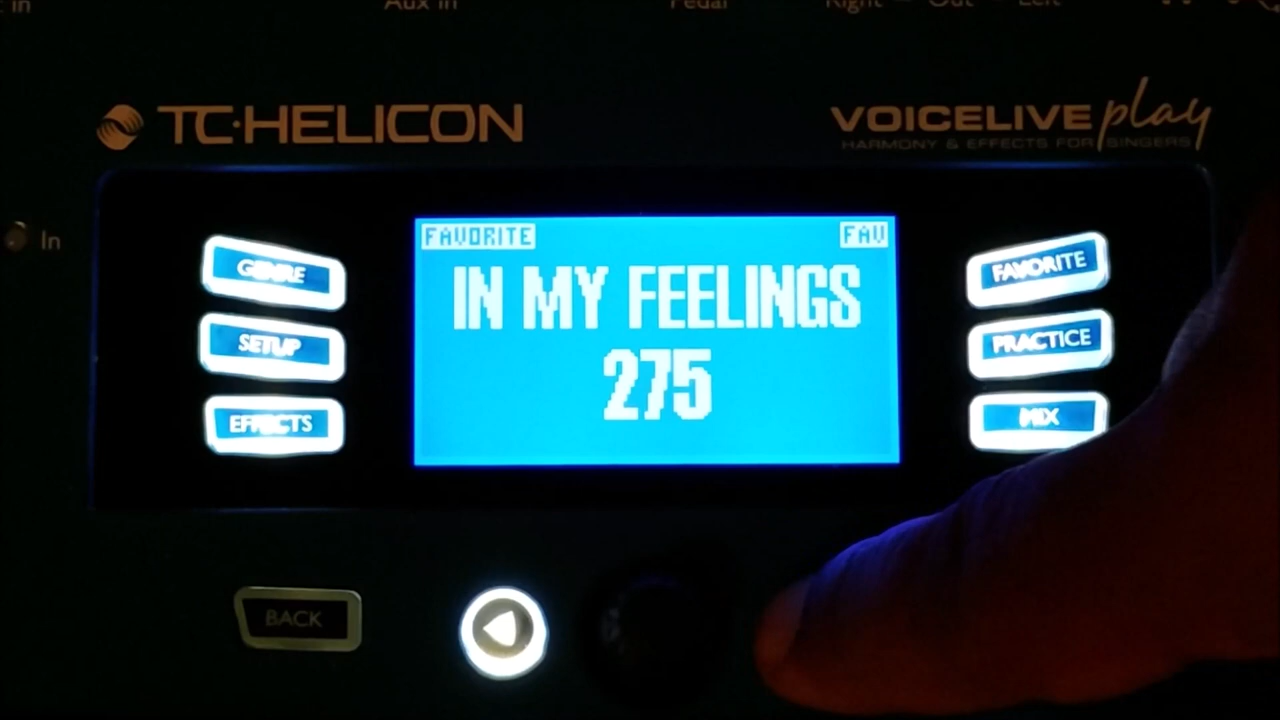 In
Aux In
Pedal
Right
Out
Left
TC·HELICON
VOICELIVE play
HARMONY & EFFECTS FOR SINGERS
In
FAVORITE
FAV
GENRE
IN MY FEELINGS
FAVORITE
SETUP
275
PRACTICE
EFFECTS
MIX
BACK